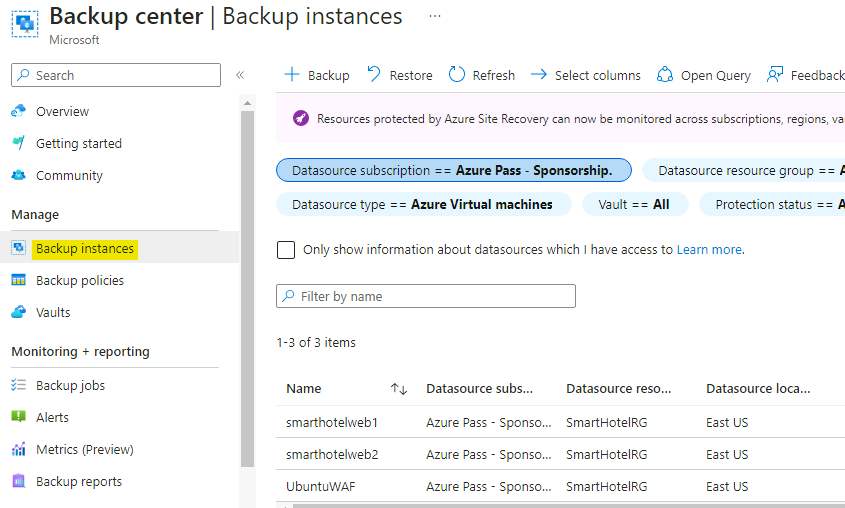 Backup center | Backup instances ...
Microsoft
Search
«
Overview
Getting started
Community
Manage
Backup instances
Backup policies
Vaults
Monitoring + reporting
Backup jobs
Alerts
Metrics (Preview)
Backup reports
Backup Restore Refresh Select columns Open Query Feedback
Resources protected by Azure Site Recovery can now be monitored across subscriptions, regions, va
Datasource subscription == Azure Pass - Sponsorship. Datasource resource group == A
Datasource type == Azure Virtual machines Vault == All Protection status == A
Only show information about datasources which I have access to Learn more.
Filter by name
1-3 of 3 items
Name ↑↓ Datasource subs... Datasource reso... Datasource loca...
smarthotelweb1 Azure Pass - Sponso... SmartHotelRG East US
smarthotelweb2 Azure Pass - Sponso... SmartHotelRG East US
UbuntuWAF Azure Pass - Sponso... SmartHotelRG East US